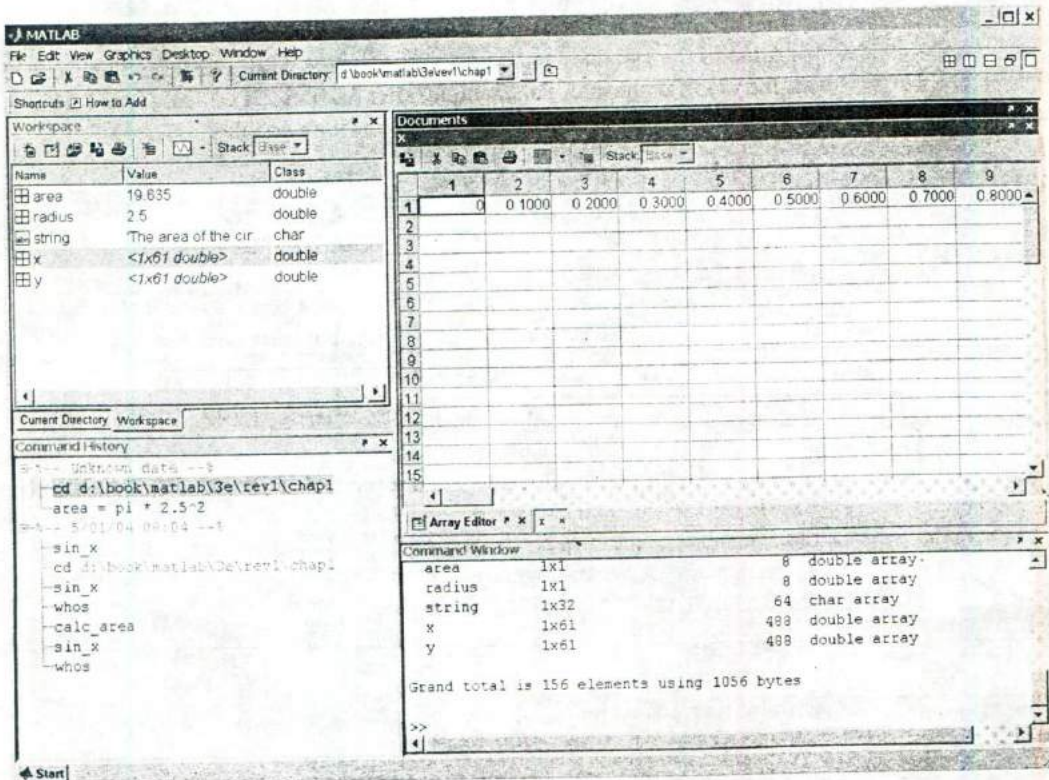 MATLAB
File Edit View Graphics Desktop Window Help
Current Directory: d:\book\matlab\3e\rev1\chap1
Shortcuts How to Add
Workspace
Stack: Base
Name Value Class
area 19.635 double
radius 2.5 double
string 'The area of the cir... char
x <1x61 double> double
y <1x61 double> double
Current Directory Workspace
Command History
%-- Unknown date --%
cd d:\book\matlab\3e\rev1\chap1
area = pi * 2.5^2
%-- 5/01/04 09:04 --%
sin_x
cd d:\book\matlab\3e\rev1\chap1
sin_x
whos
calc_area
sin_x
whos
Documents
Stack: Base
1 2 3 4 5 6 7 8 9
1 0 0.1000 0.2000 0.3000 0.4000 0.5000 0.6000 0.7000 0.8000
2
3
4
5
6
7
8
9
10
11
12
13
14
15
Array Editor x
Command Window
area 1x1 8 double array
radius 1x1 8 double array
string 1x32 64 char array
x 1x61 488 double array
y 1x61 488 double array
Grand total is 156 elements using 1056 bytes
>>
Start